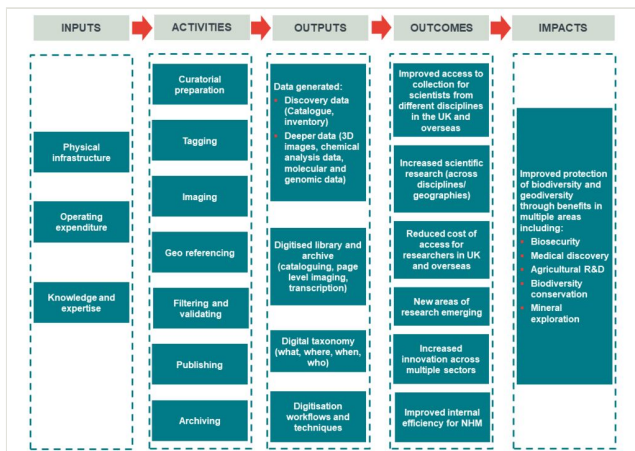 INPUTS
ACTIVITIES
OUTPUTS
OUTCOMES
IMPACTS
Physical
infrastructure
Operating
expenditure
Knowledge and
expertise
Curatorial
preparation
Tagging
Imaging
Geo referencing
Filtering and
validating
Publishing
Archiving
Data generated:
• Discovery data
(Catalogue,
inventory)
• Deeper data (3D
images, chemical
analysis data,
molecular and
genomic data)
Digitised library and
archive
(cataloguing, page
level imaging,
transcription)
Digital taxonomy
(what, where, when,
who)
Digitisation
workflows and
techniques
Improved access to
collection for
scientists from
different disciplines
in the UK and
overseas
Increased scientific
research (across
disciplines/
geographies)
Reduced cost of
access for
researchers in UK
and overseas
New areas of
research emerging
Increased
innovation across
multiple sectors
Improved internal
efficiency for NHM
Improved protection
of biodiversity and
geodiversity
through benefits in
multiple areas
including:
• Biosecurity
• Medical discovery
• Agricultural R&D
• Biodiversity
conservation
• Mineral
exploration